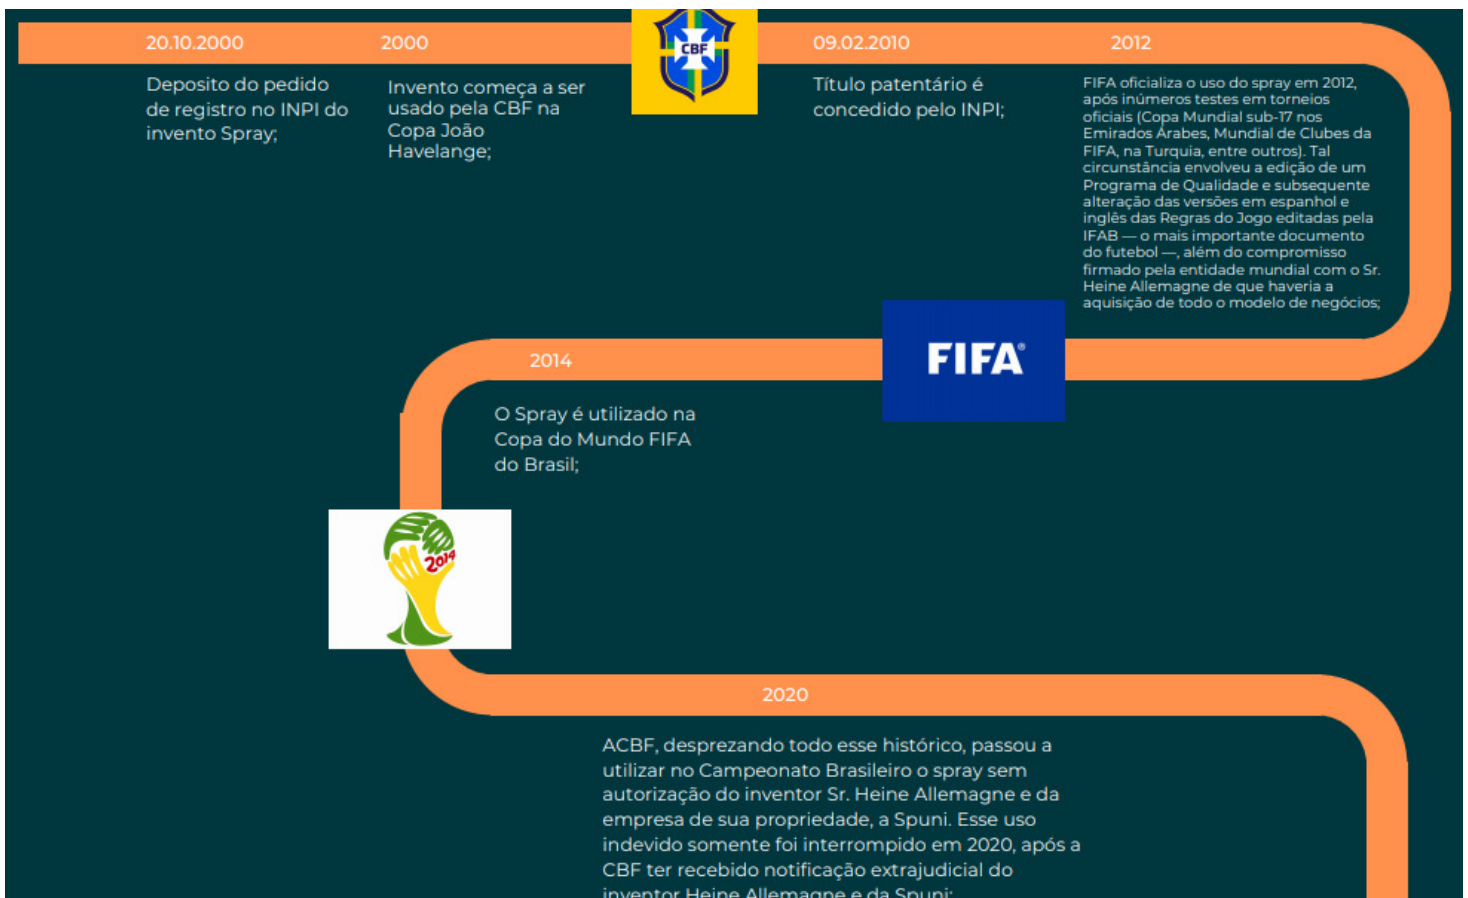 20.10.2000
Deposito do pedido
de registro no INPI do
invento Spray;
2000
Invento começa a ser
usado pela CBF na
Copa João
Havelange;
CBF
09.02.2010
Título patentário é
concedido pelo INPI;
2012
FIFA oficializa o uso do spray em 2012,
após inúmeros testes em torneios
oficiais (Copa Mundial sub-17 nos
Emirados Árabes, Mundial de Clubes da
FIFA, na Turquia, entre outros). Tal
circunstância envolveu a edição de um
Programa de Qualidade e subsequente
alteração das versões em espanhol e
inglês das Regras do Jogo editadas pela
IFAB — o mais importante documento
do futebol —, além do compromisso
firmado pela entidade mundial com o Sr.
Heine Allemagne de que haveria a
aquisição de todo o modelo de negócios;
FIFA®
2014
O Spray é utilizado na
Copa do Mundo FIFA
do Brasil;
2014
2020
ACBF, desprezando todo esse histórico, passou a
utilizar no Campeonato Brasileiro o spray sem
autorização do inventor Sr. Heine Allemagne e da
empresa de sua propriedade, a Spuni. Esse uso
indevido somente foi interrompido em 2020, após a
CBF ter recebido notificação extrajudicial do
inventor Heine Allemagne e da Spuni;